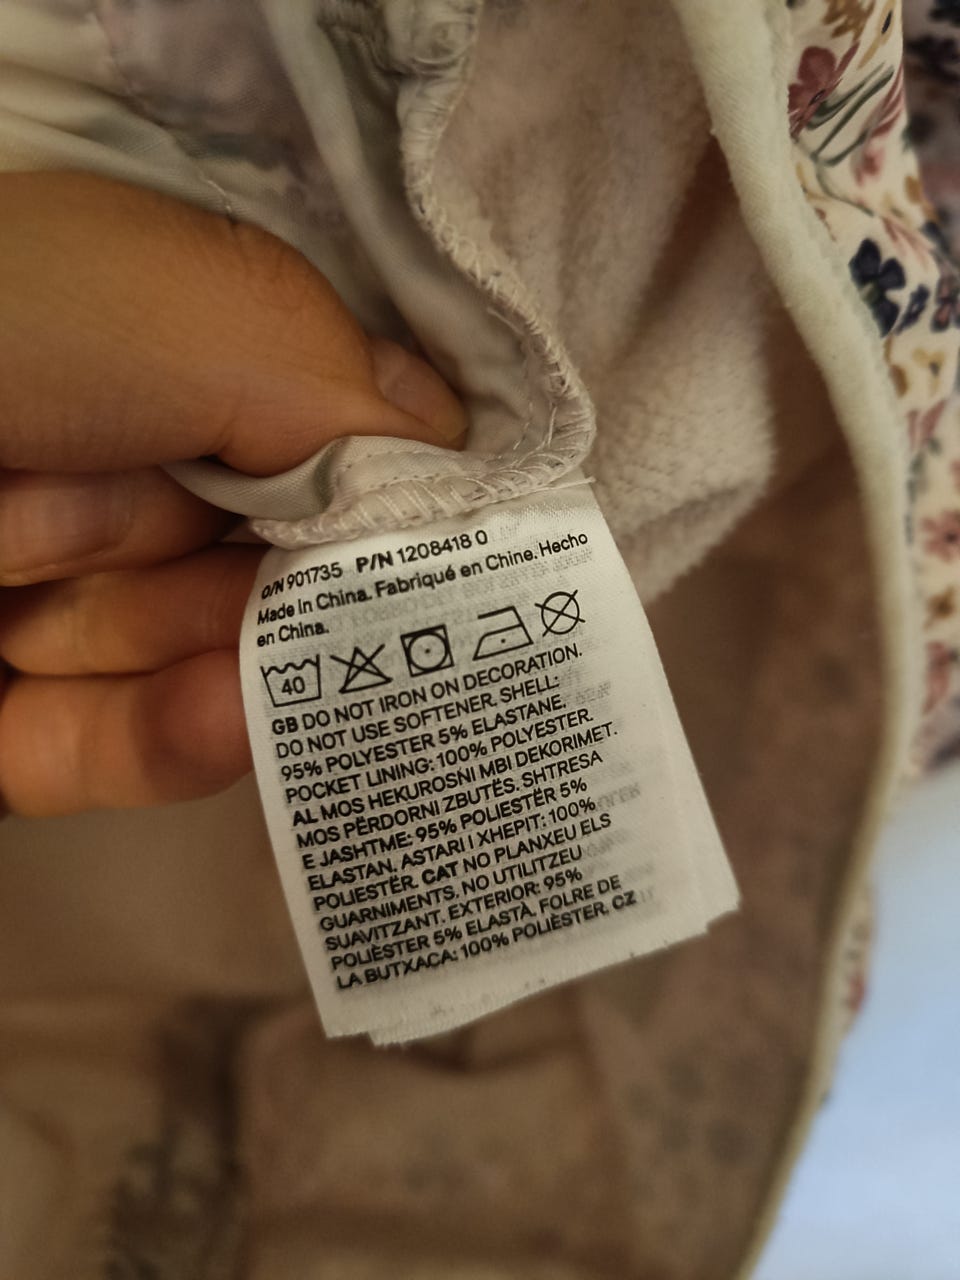 O/N 901735 P/N 1208418 0
Made in China. Fabriqué en Chine. Hecho
en China.
40
GB DO NOT IRON ON DECORATION.
DO NOT USE SOFTENER. SHELL:
95% POLYESTER 5% ELASTANE.
POCKET LINING: 100% POLYESTER.
AL MOS HEKUROSNI MBI DEKORIMET.
MOS PËRDORNI ZBUTËS. SHTRESA
E JASHTME: 95% POLIESTËR 5%
ELASTAN. ASTARI I XHEPIT: 100%
POLIESTËR. CAT NO PLANXEU ELS
GUARNIMENTS. NO UTILITZEU
SUAVITZANT. EXTERIOR: 95%
POLIÈSTER 5% ELASTÀ. FOLRE DE
LA BUTXACA: 100% POLIÈSTER. CZ